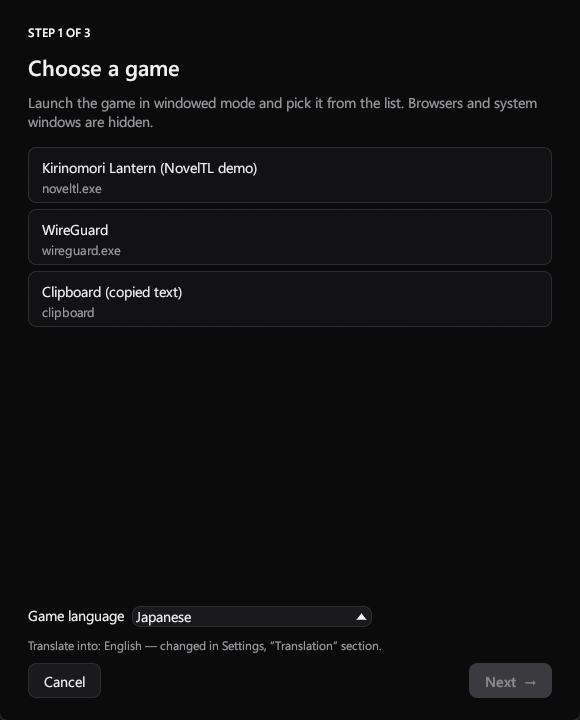 STEP 1 OF 3
Choose a game
Launch the game in windowed mode and pick it from the list. Browsers and system
windows are hidden.
Kirinomori Lantern (NovelTL demo)
noveltl.exe
WireGuard
wireguard.exe
Clipboard (copied text)
clipboard
Game language Japanese
Translate into: English — changed in Settings, “Translation” section.
Cancel Next →